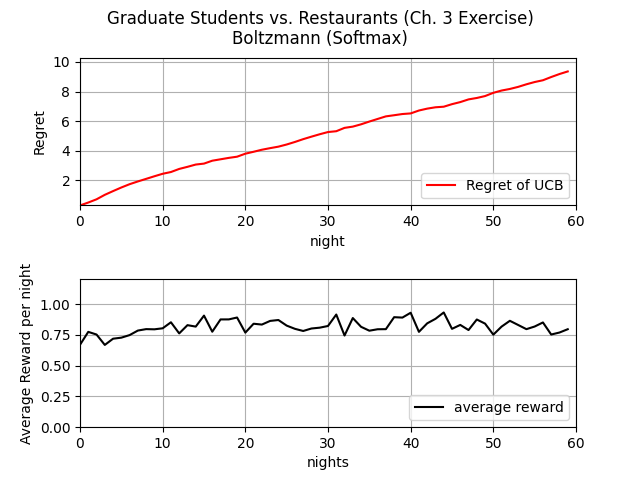 Graduate Students vs. Restaurants (Ch. 3 Exercise)
Boltzmann (Softmax)
10
8
6
4
2
Regret
Regret of UCB
0 10 20 30 40 50 60
night
1.00
0.75
0.50
0.25
0.00
Average Reward per night
average reward
0 10 20 30 40 50 60
nights